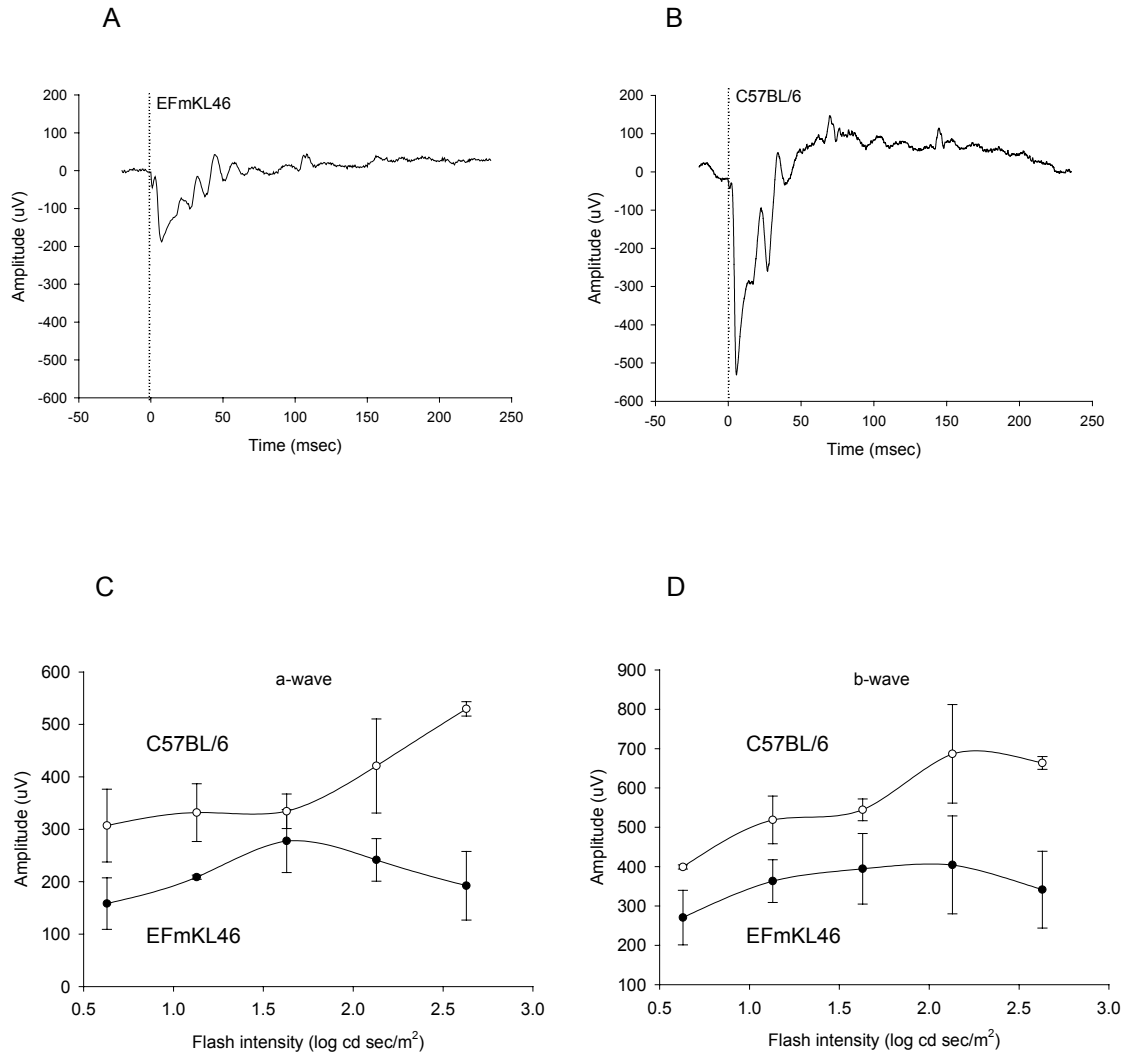 A
B
EFmKL46
C57BL/6
200
100
0
-100
-200
-300
-400
-500
-600
Amplitude (uV)
-50 0 50 100 150 200 250
Time (msec)
200
100
0
-100
-200
-300
-400
-500
-600
Amplitude (uV)
-50 0 50 100 150 200 250
Time (msec)
C
D
a-wave
C57BL/6
EFmKL46
600
500
400
300
200
100
0
Amplitude (uV)
0.5 1.0 1.5 2.0 2.5 3.0
Flash intensity (log cd sec/m²)
b-wave
C57BL/6
EFmKL46
900
800
700
600
500
400
300
200
100
Amplitude (uV)
0.5 1.0 1.5 2.0 2.5 3.0
Flash intensity (log cd sec/m²)